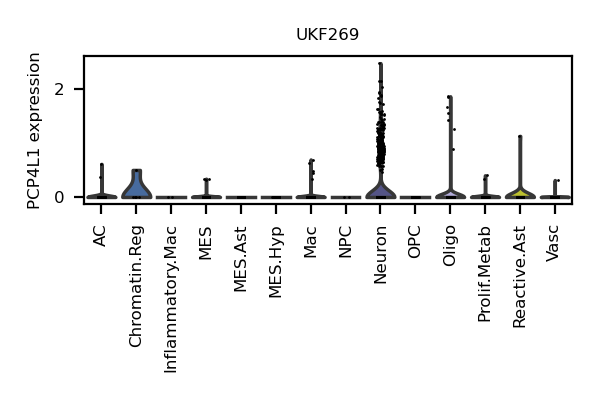 UKF269
PCP4L1 expression
2
0
AC
Chromatin.Reg
Inflammatory.Mac
MES
MES.Ast
MES.Hyp
Mac
NPC
Neuron
OPC
Oligo
Prolif.Metab
Reactive.Ast
Vasc